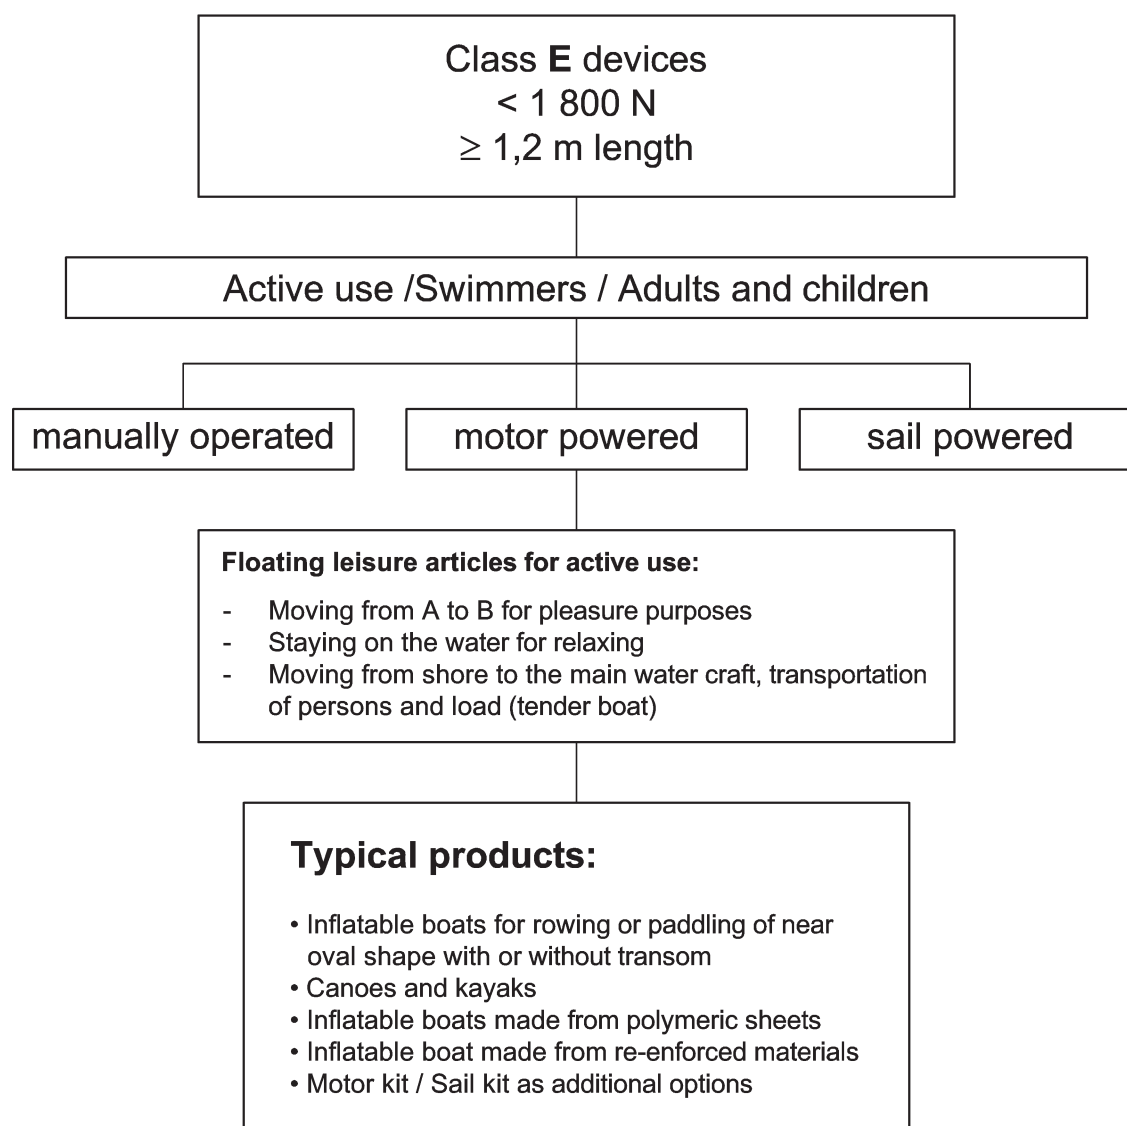 Class E devices
< 1 800 N
≥ 1,2 m length
Active use /Swimmers / Adults and children
manually operated
motor powered
sail powered
Floating leisure articles for active use:
- Moving from A to B for pleasure purposes
- Staying on the water for relaxing
- Moving from shore to the main water craft, transportation
of persons and load (tender boat)
Typical products:
• Inflatable boats for rowing or paddling of near
oval shape with or without transom
• Canoes and kayaks
• Inflatable boats made from polymeric sheets
• Inflatable boat made from re-enforced materials
• Motor kit / Sail kit as additional options